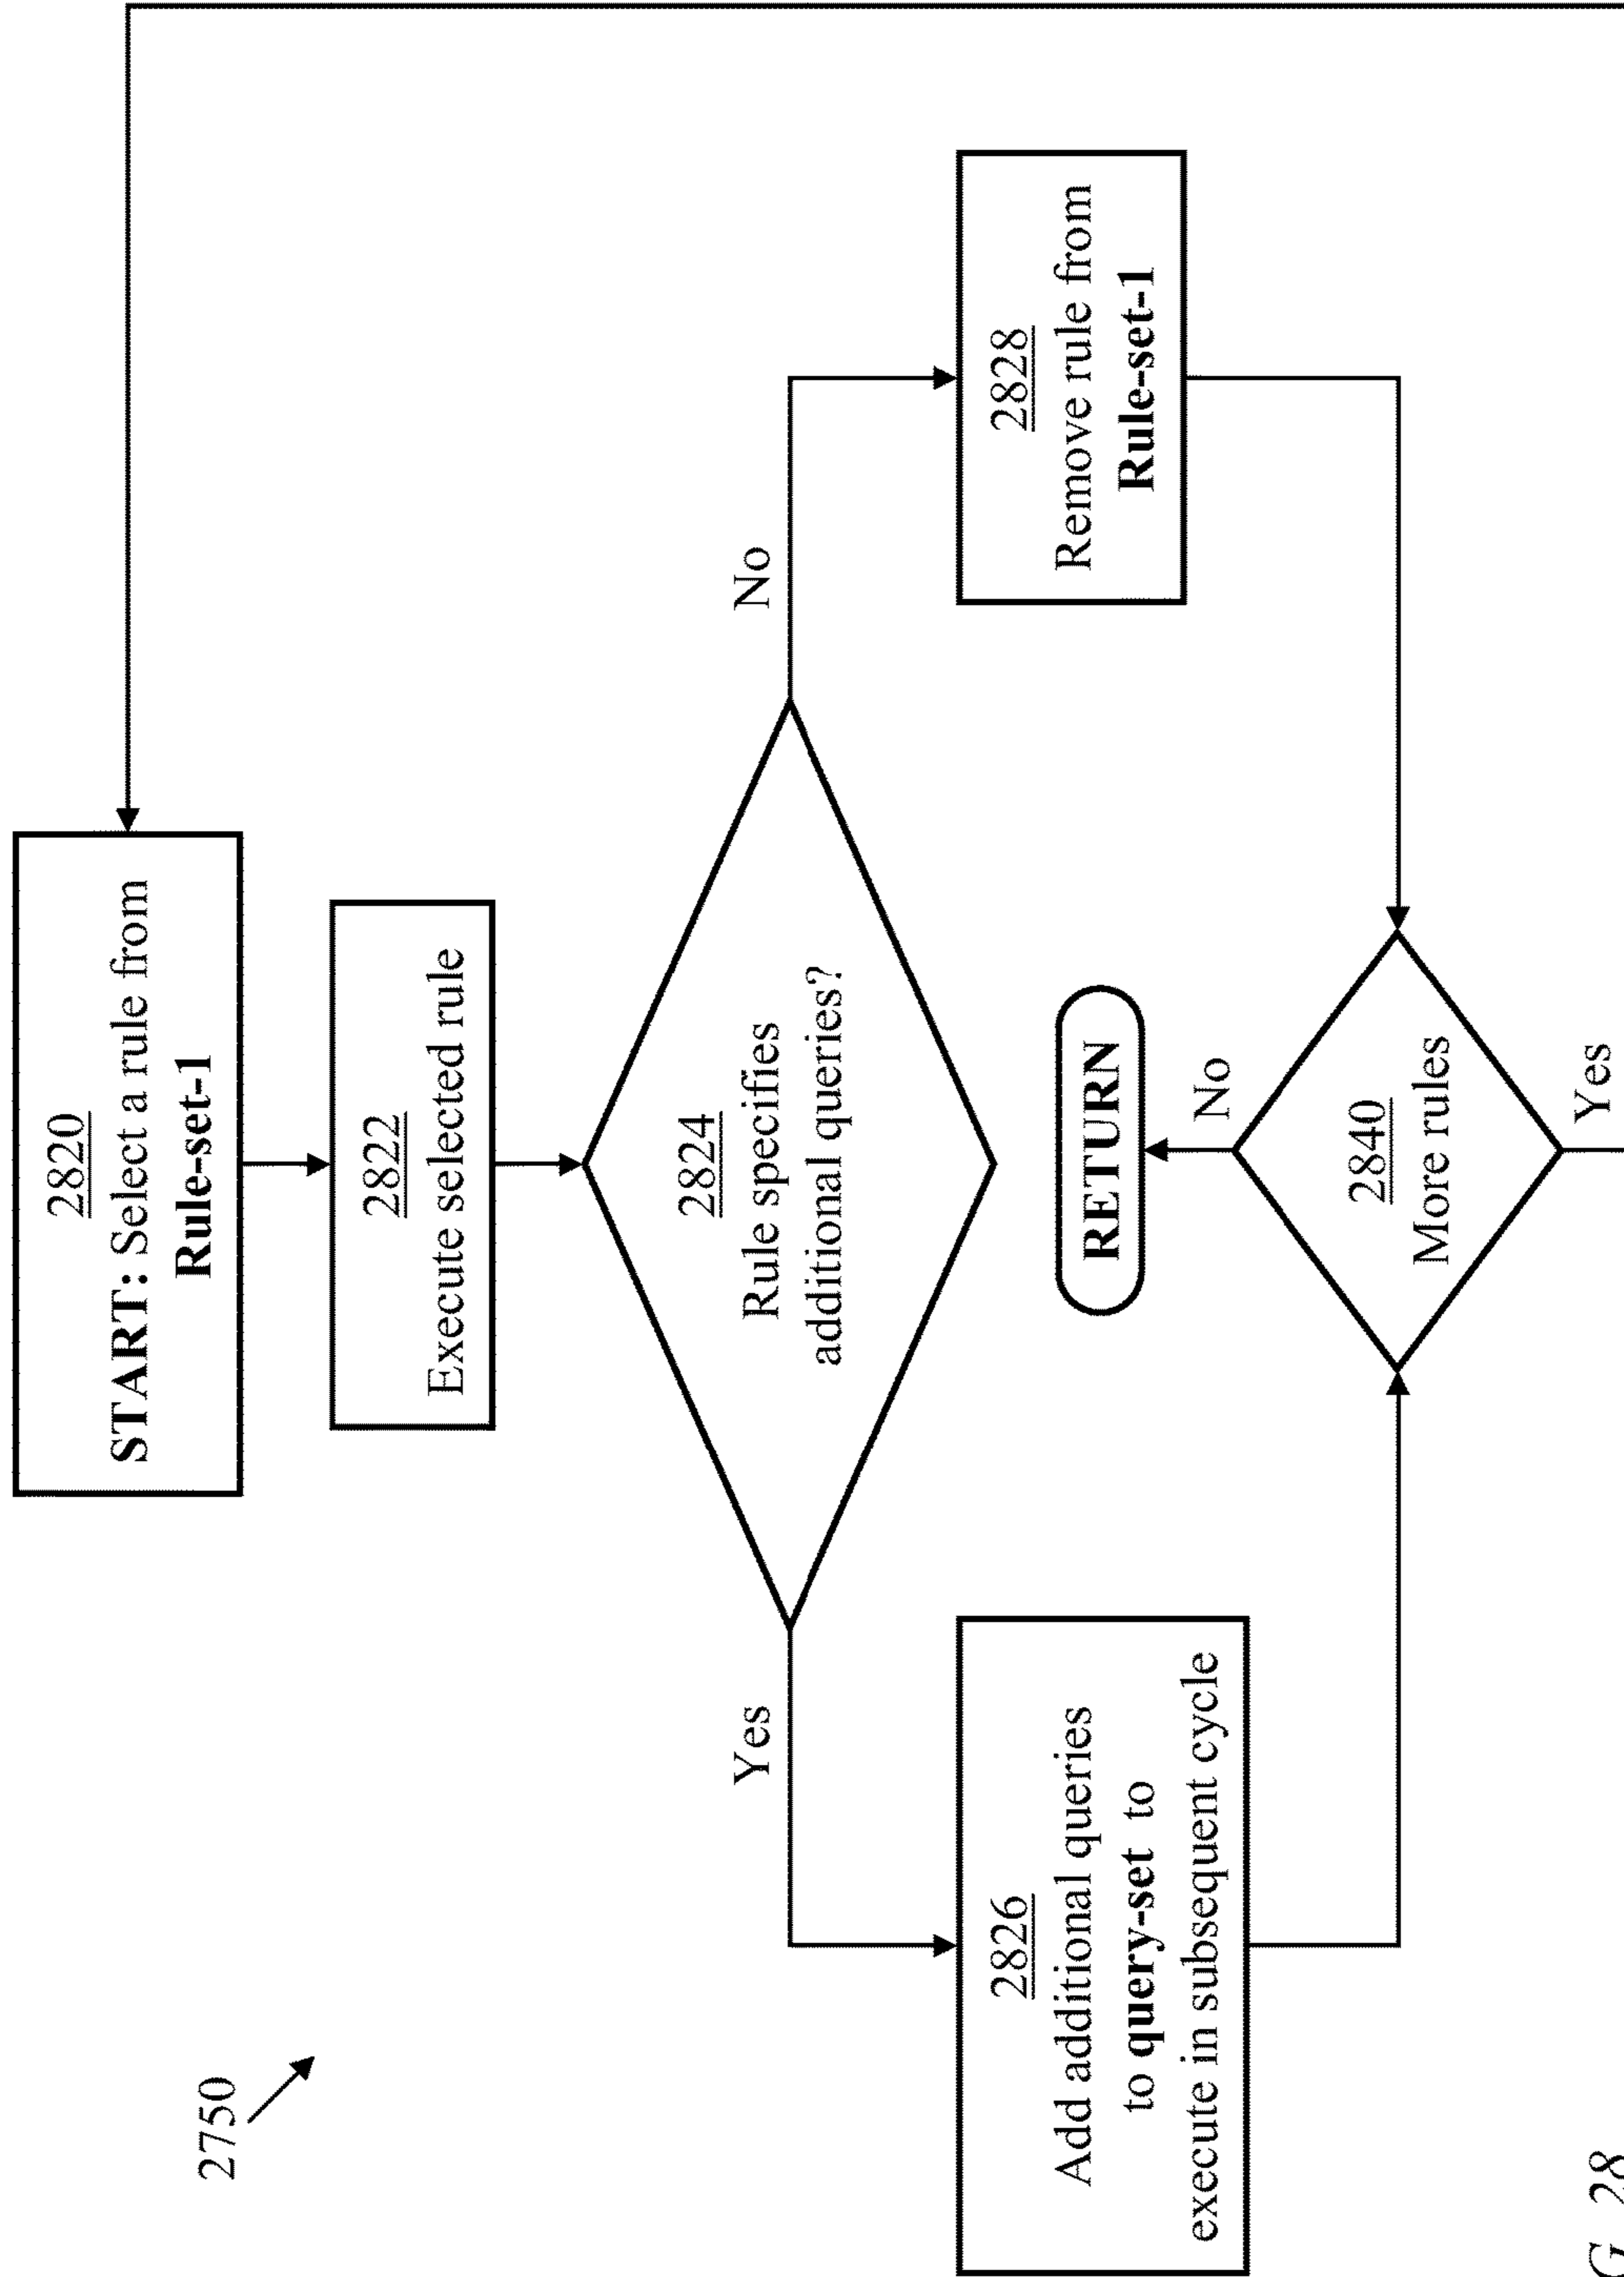 2750
2820
START: Select a rule from
Rule-set-1
2822
Execute selected rule
2824
Rule specifies
additional queries?
Yes
No
2826
Add additional queries
to query-set to
execute in subsequent cycle
2828
Remove rule from
Rule-set-1
RETURN
No
2840
More rules
Yes
G. 28